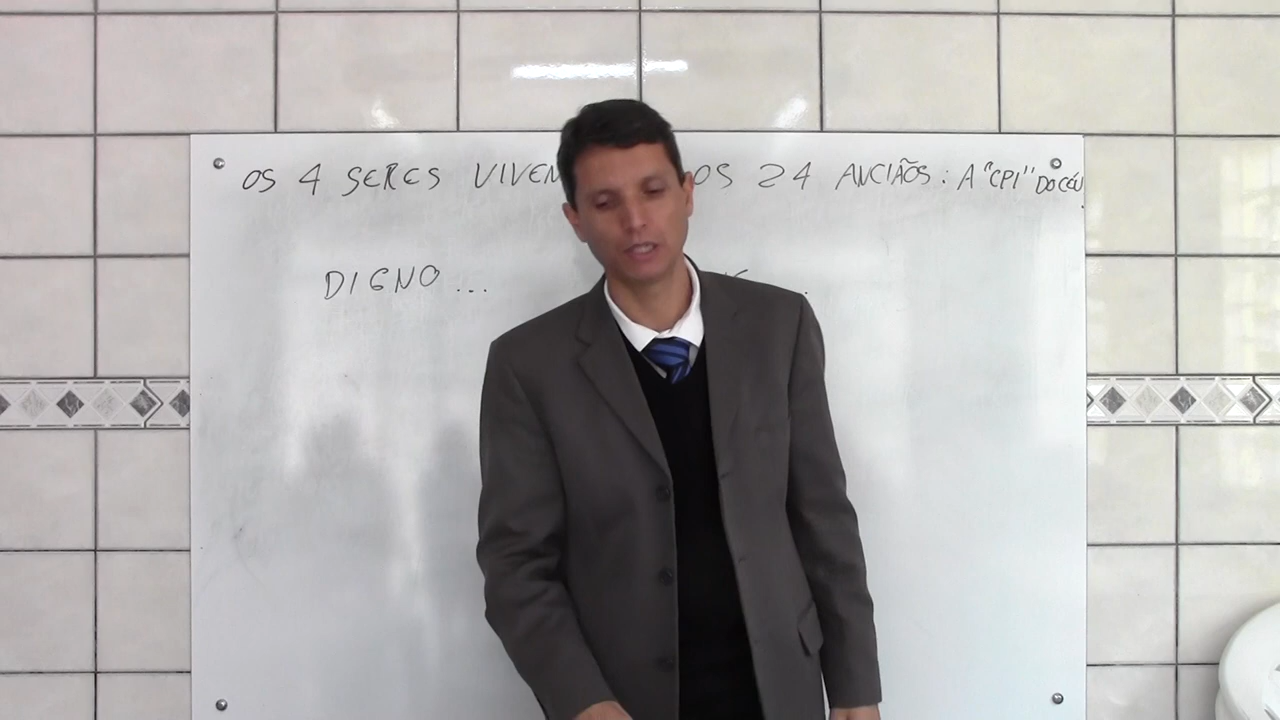 OS 4 SERES VIVEN OS 24 ANCIÃOS: A "CPI" DO CÉU
DIGNO ...